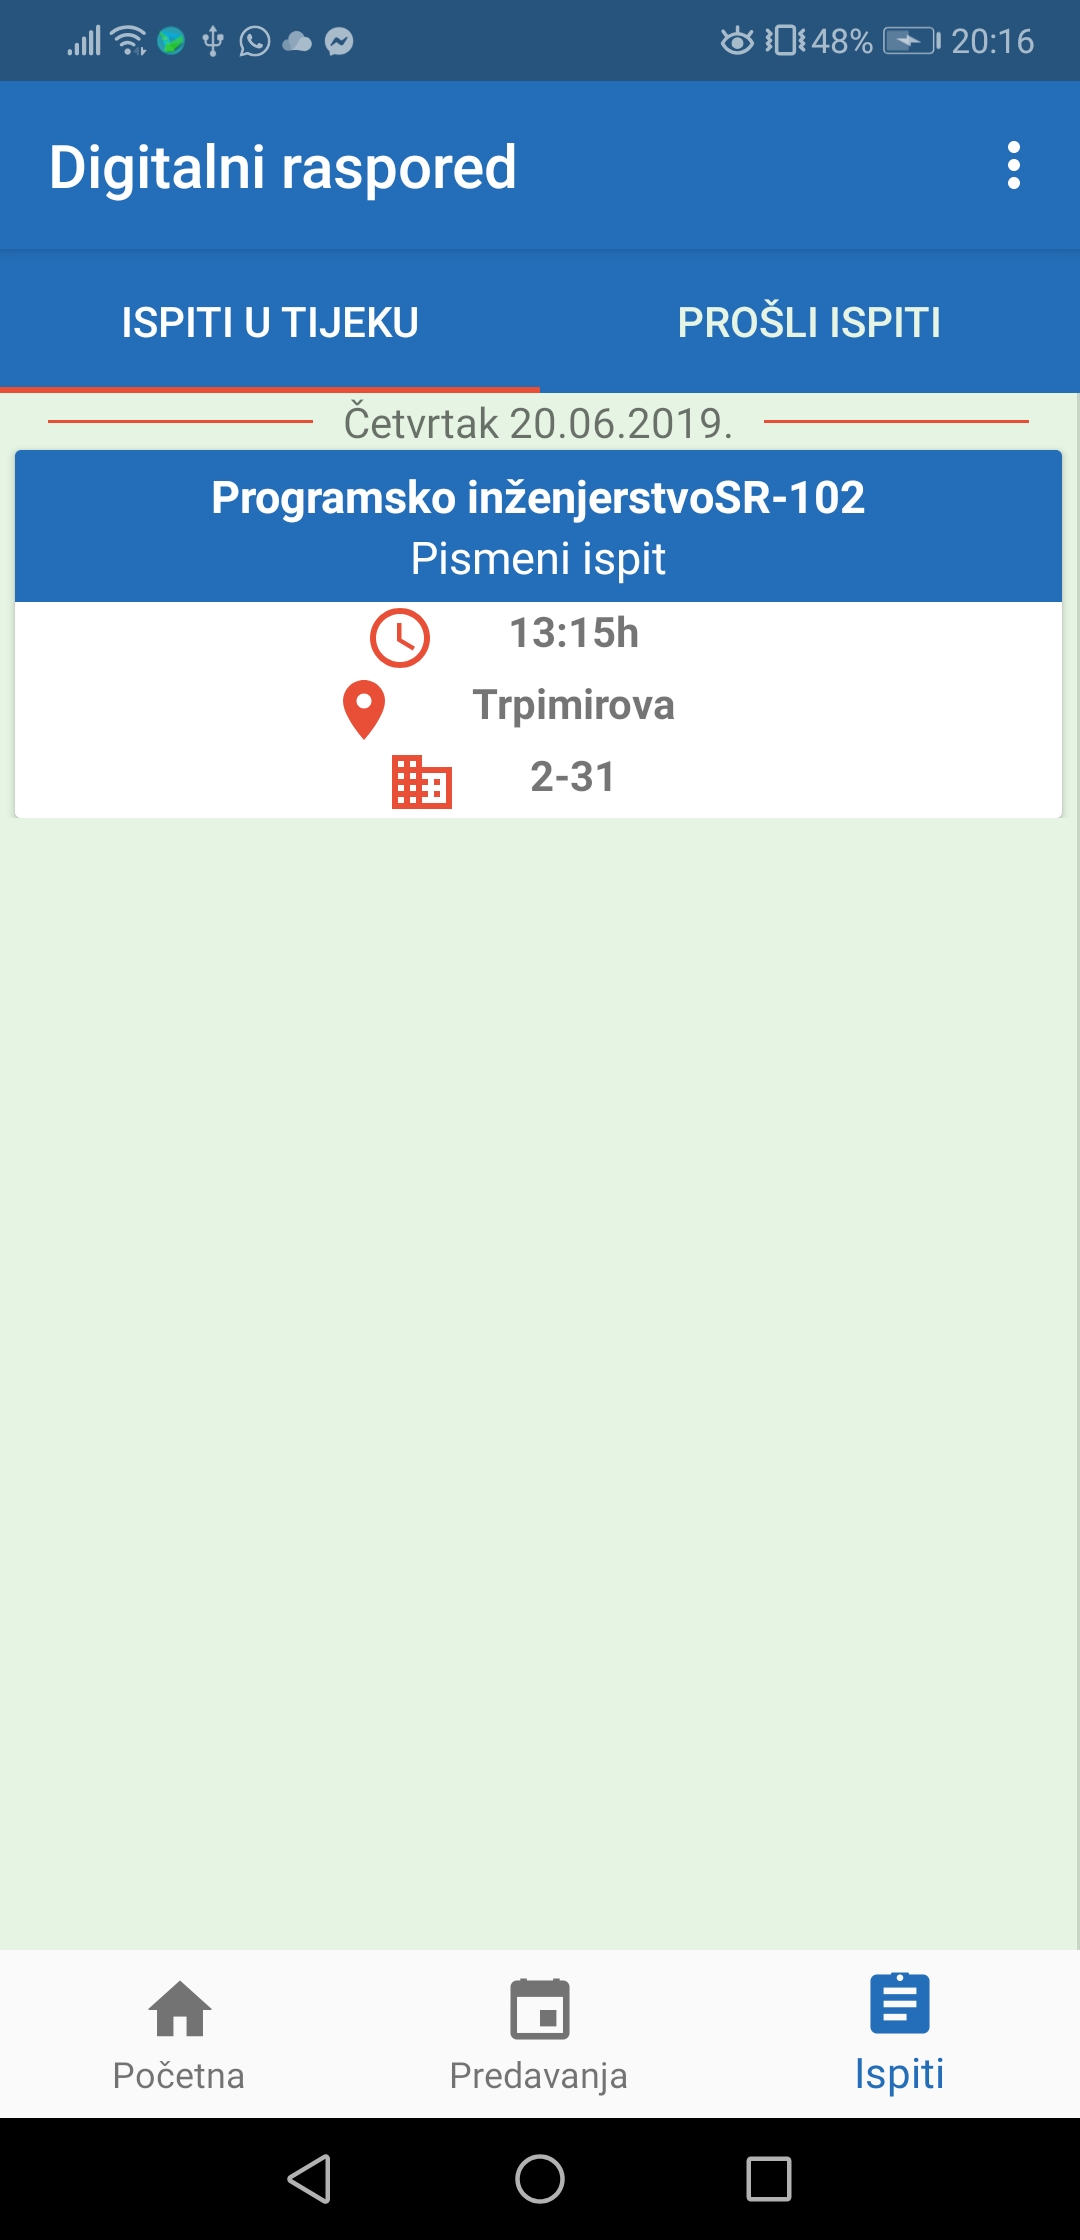 48% 20:16
Digitalni raspored
ISPITI U TIJEKU PROŠLI ISPITI
Četvrtak 20.06.2019.
Programsko inženjerstvoSR-102
Pismeni ispit
13:15h
Trpimirova
2-31
Početna Predavanja Ispiti